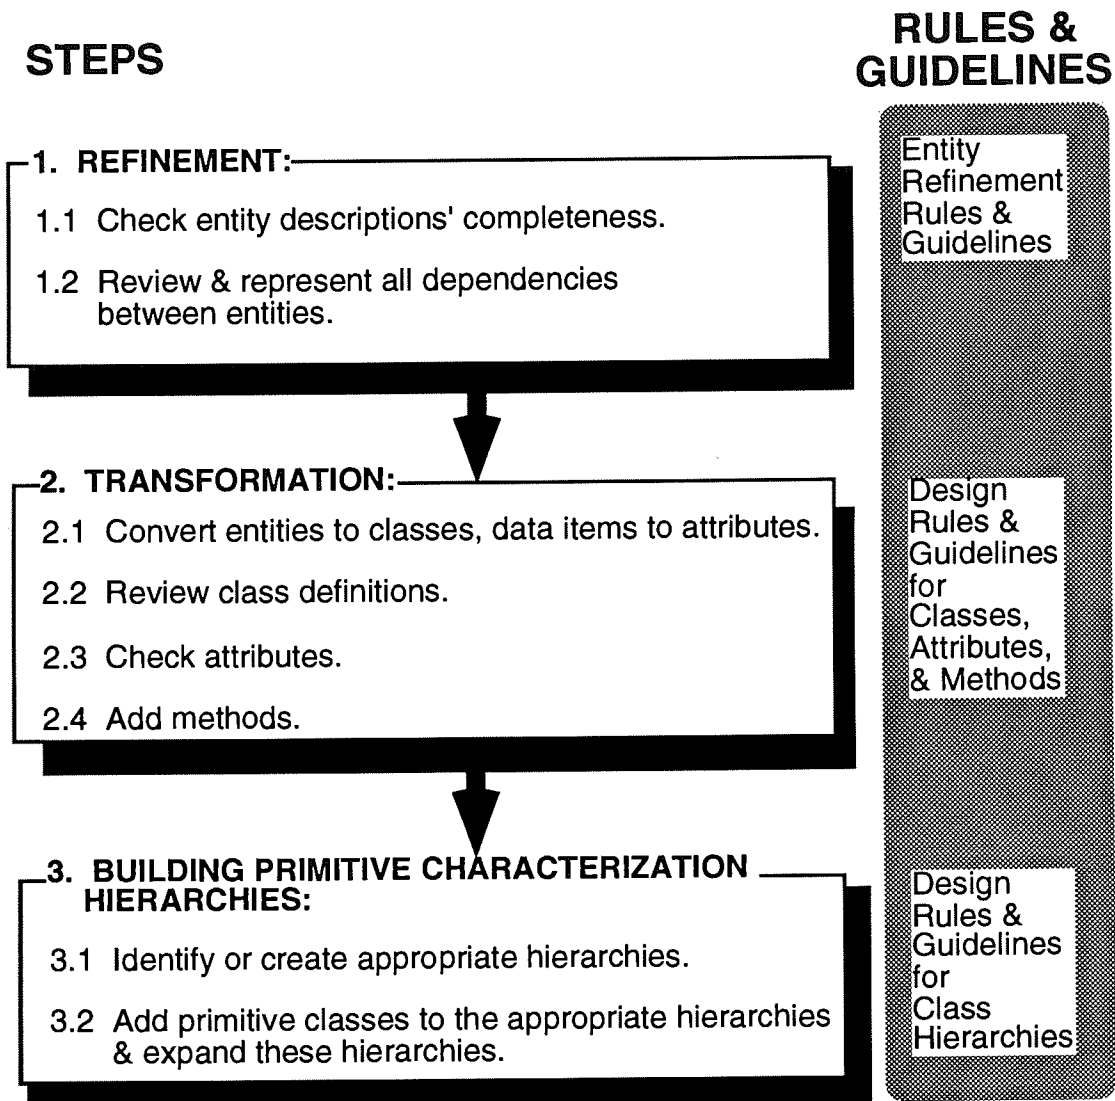 STEPS
RULES &
GUIDELINES
1. REFINEMENT:
1.1 Check entity descriptions' completeness.
1.2 Review & represent all dependencies
between entities.
Entity
Refinement
Rules &
Guidelines
2. TRANSFORMATION:
2.1 Convert entities to classes, data items to attributes.
2.2 Review class definitions.
2.3 Check attributes.
2.4 Add methods.
Design
Rules &
Guidelines
for
Classes,
Attributes,
& Methods
3. BUILDING PRIMITIVE CHARACTERIZATION
HIERARCHIES:
3.1 Identify or create appropriate hierarchies.
3.2 Add primitive classes to the appropriate hierarchies
& expand these hierarchies.
Design
Rules &
Guidelines
for
Class
Hierarchies